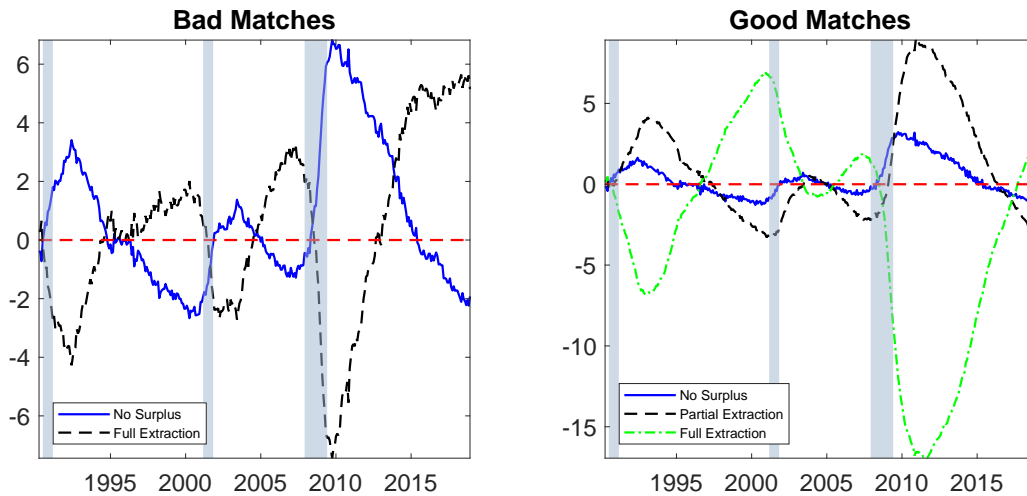 Bad Matches
6
4
2
0
-2
-4
-6
No Surplus
Full Extraction
1995 2000 2005 2010 2015
Good Matches
5
0
-5
-10
-15
No Surplus
Partial Extraction
Full Extraction
1995 2000 2005 2010 2015